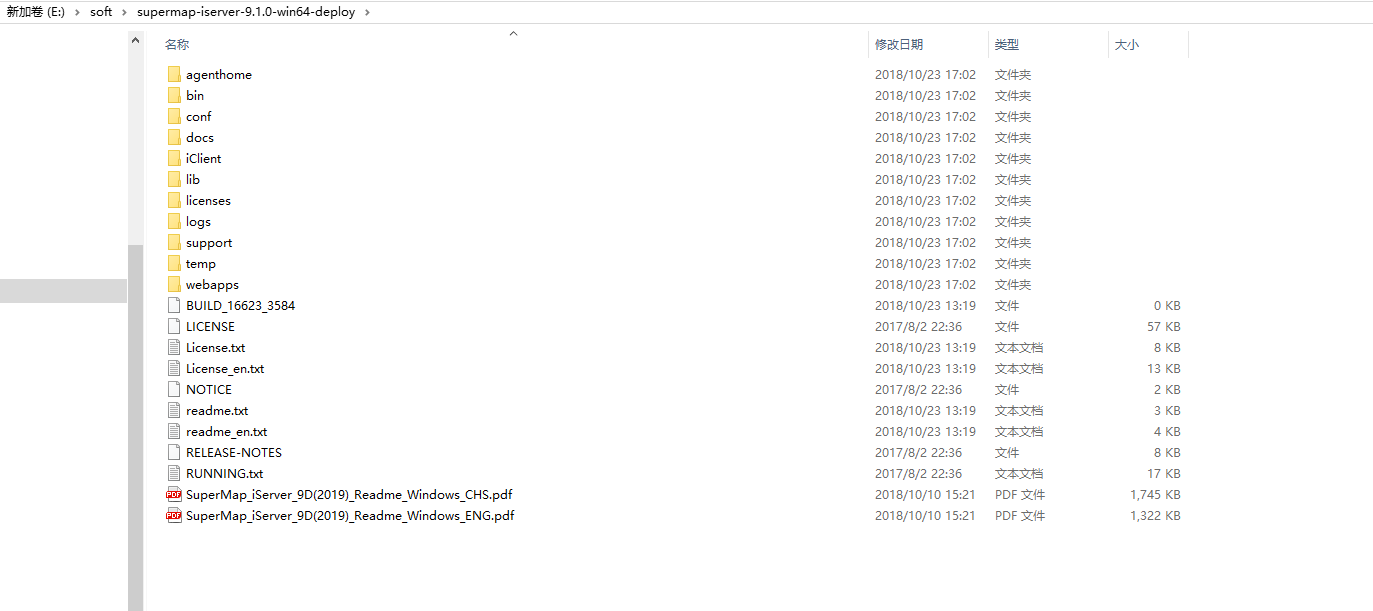 新加卷 (E:) › soft › supermap-iserver-9.1.0-win64-deploy ›
名称 修改日期 类型 大小
agenthome 2018/10/23 17:02 文件夹
bin 2018/10/23 17:02 文件夹
conf 2018/10/23 17:02 文件夹
docs 2018/10/23 17:02 文件夹
iClient 2018/10/23 17:02 文件夹
lib 2018/10/23 17:02 文件夹
licenses 2018/10/23 17:02 文件夹
logs 2018/10/23 17:02 文件夹
support 2018/10/23 17:02 文件夹
temp 2018/10/23 17:02 文件夹
webapps 2018/10/23 17:02 文件夹
BUILD_16623_3584 2018/10/23 13:19 文件 0 KB
LICENSE 2017/8/2 22:36 文件 57 KB
License.txt 2018/10/23 13:19 文本文档 8 KB
License_en.txt 2018/10/23 13:19 文本文档 13 KB
NOTICE 2017/8/2 22:36 文件 2 KB
readme.txt 2018/10/23 13:19 文本文档 3 KB
readme_en.txt 2018/10/23 13:19 文本文档 4 KB
RELEASE-NOTES 2017/8/2 22:36 文件 8 KB
RUNNING.txt 2017/8/2 22:36 文本文档 17 KB
PDF SuperMap_iServer_9D(2019)_Readme_Windows_CHS.pdf 2018/10/10 15:21 PDF 文件 1,745 KB
PDF SuperMap_iServer_9D(2019)_Readme_Windows_ENG.pdf 2018/10/10 15:21 PDF 文件 1,322 KB